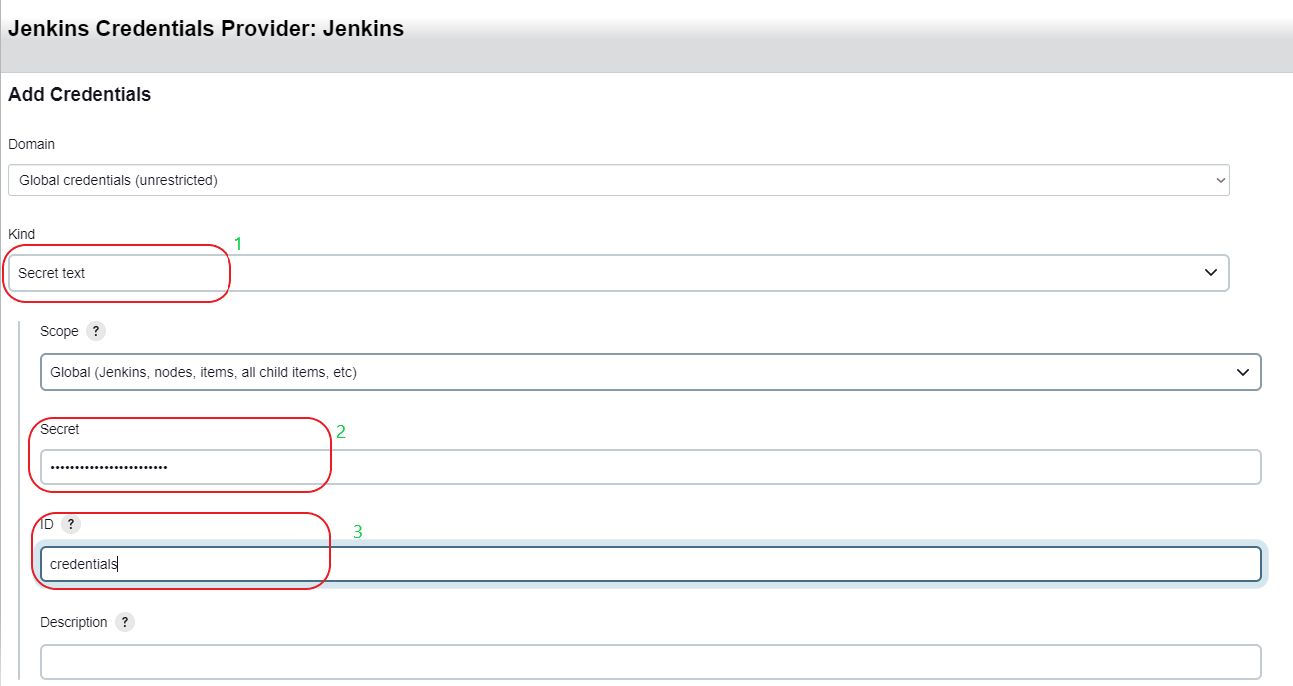 Jenkins Credentials Provider: Jenkins
Add Credentials
Domain
Global credentials (unrestricted)
Kind
1
Secret text
Scope ?
Global (Jenkins, nodes, items, all child items, etc)
Secret
2
••••••••••••••••••••••••
ID ?
3
credentials
Description ?